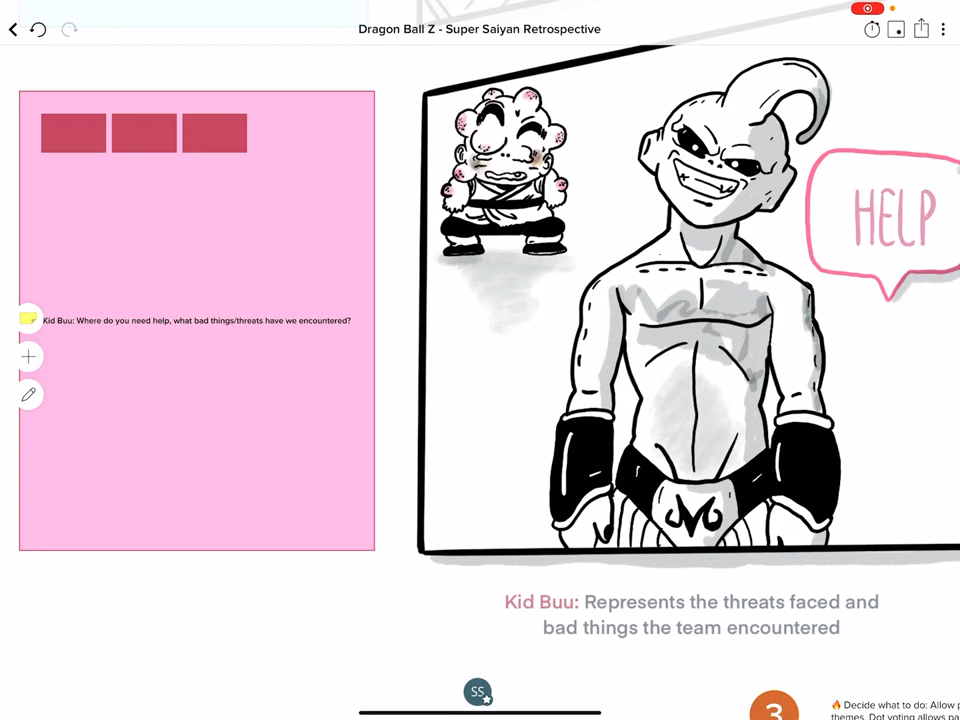 Dragon Ball Z - Super Saiyan Retrospective
HELP
Kid Buu: Where do you need help, what bad things/threats have we encountered?
Kid Buu: Represents the threats faced and
bad things the team encountered
SS
3
🔥 Decide what to do: Allow
themes. Dot voting allows